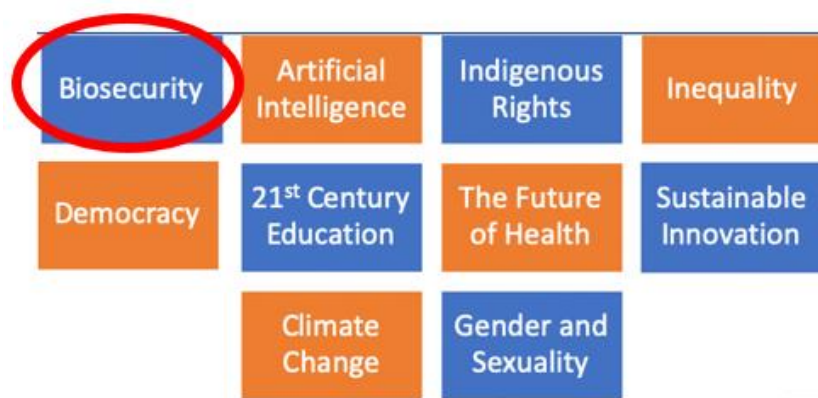 Biosecurity
Artificial
Intelligence
Indigenous
Rights
Inequality
Democracy
21st Century
Education
The Future
of Health
Sustainable
Innovation
Climate
Change
Gender and
Sexuality